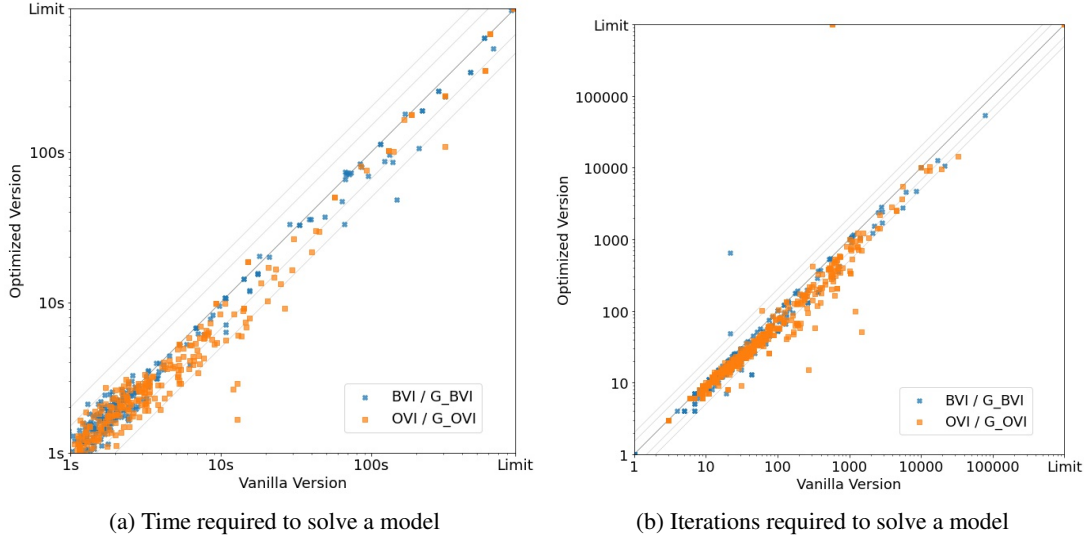 Limit
100s
10s
1s
Optimized Version
1s
10s
100s
Limit
Vanilla Version
BVI / G_BVI
OVI / G_OVI
(a) Time required to solve a model
Limit
100000
10000
1000
100
10
1
Optimized Version
1
10
100
1000
10000
100000
Limit
Vanilla Version
BVI / G_BVI
OVI / G_OVI
(b) Iterations required to solve a model